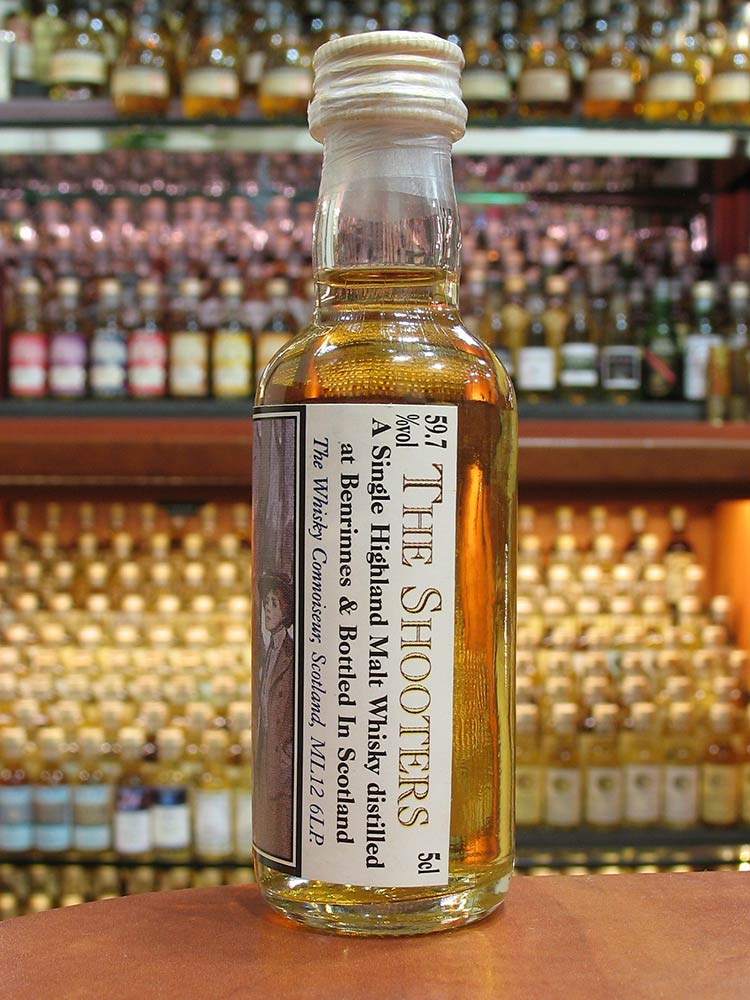 59.7
%vol
THE SHOOTERS
5cl
A Single Highland Malt Whisky distilled
at Benrinnes & Bottled In Scotland
The Whisky Connoiseur, Scotland, ML12 6LP.